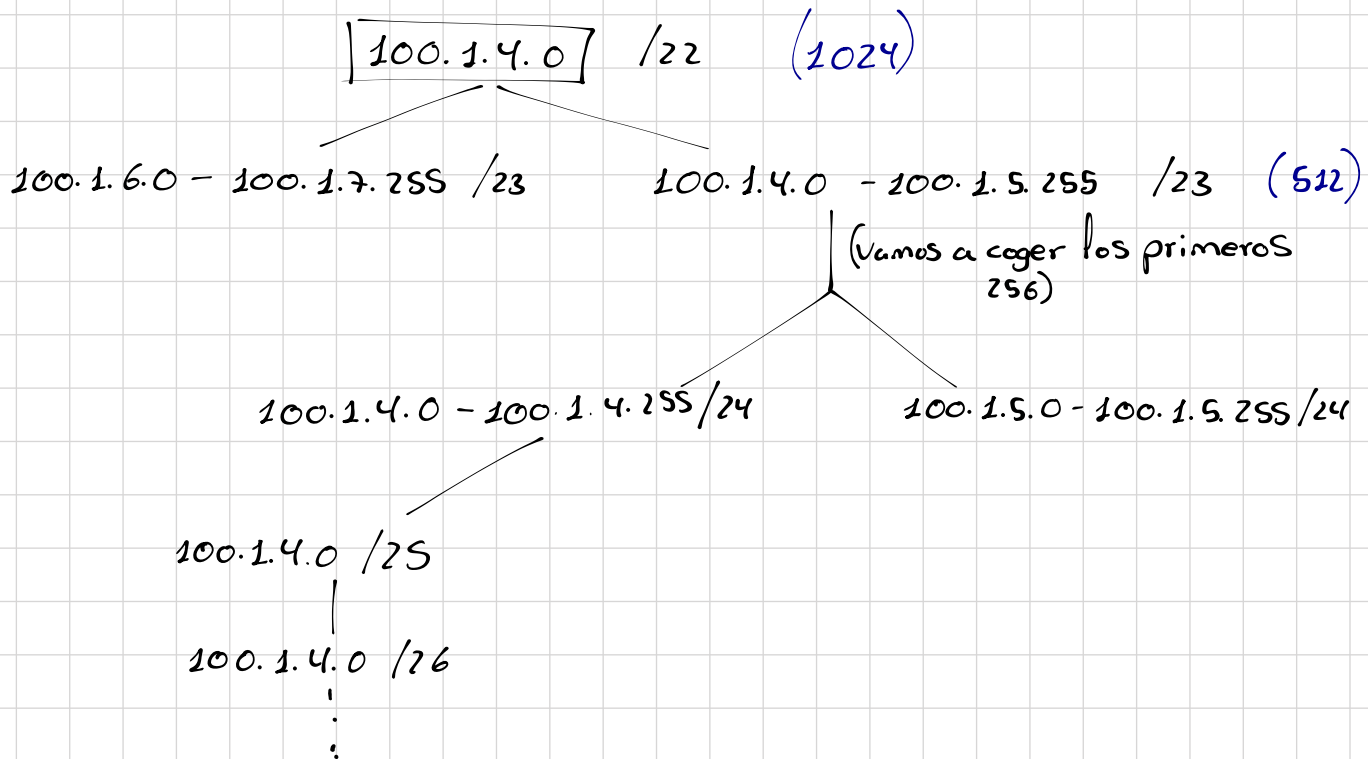 100.1.4.0 /22 (1024)
100.1.6.0 - 100.1.7.255 /23 100.1.4.0 - 100.1.5.255 /23 (512)
(vamos a coger los primeros
256)
100.1.4.0 - 100.1.4.255/24 100.1.5.0 - 100.1.5.255/24
100.1.4.0 /25
100.1.4.0 /26